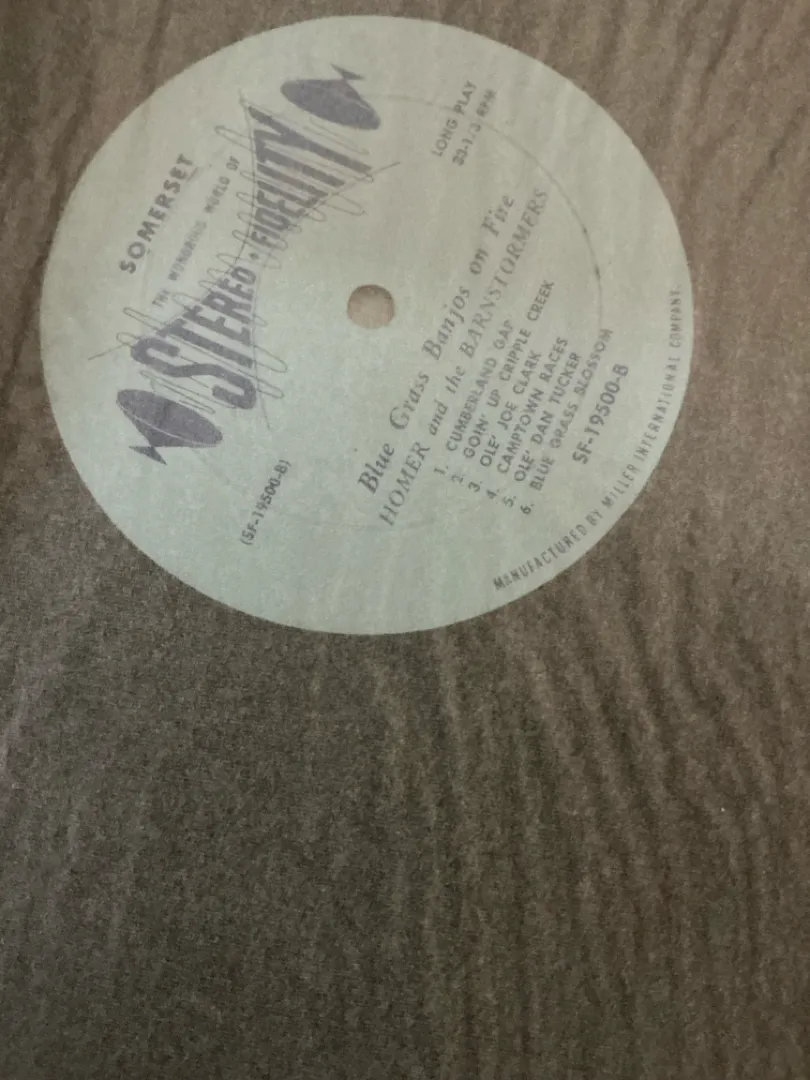 SOMERSET
THE WONDROUS WORLD OF
STEREO • FIDELITY
LONG PLAY
33-1/3 RPM
(SF-19500-B)
Blue Grass Banjos on Fire
HOMER and the BARNSTORMERS
1. CUMBERLAND GAP
2. GOIN' UP CRIPPLE CREEK
3. OLE' JOE CLARK
4. CAMPTOWN RACES
5. OLE' DAN TUCKER
6. BLUE GRASS BLOSSOM
SF-19500-B
MANUFACTURED BY MILLER INTERNATIONAL COMPANY.